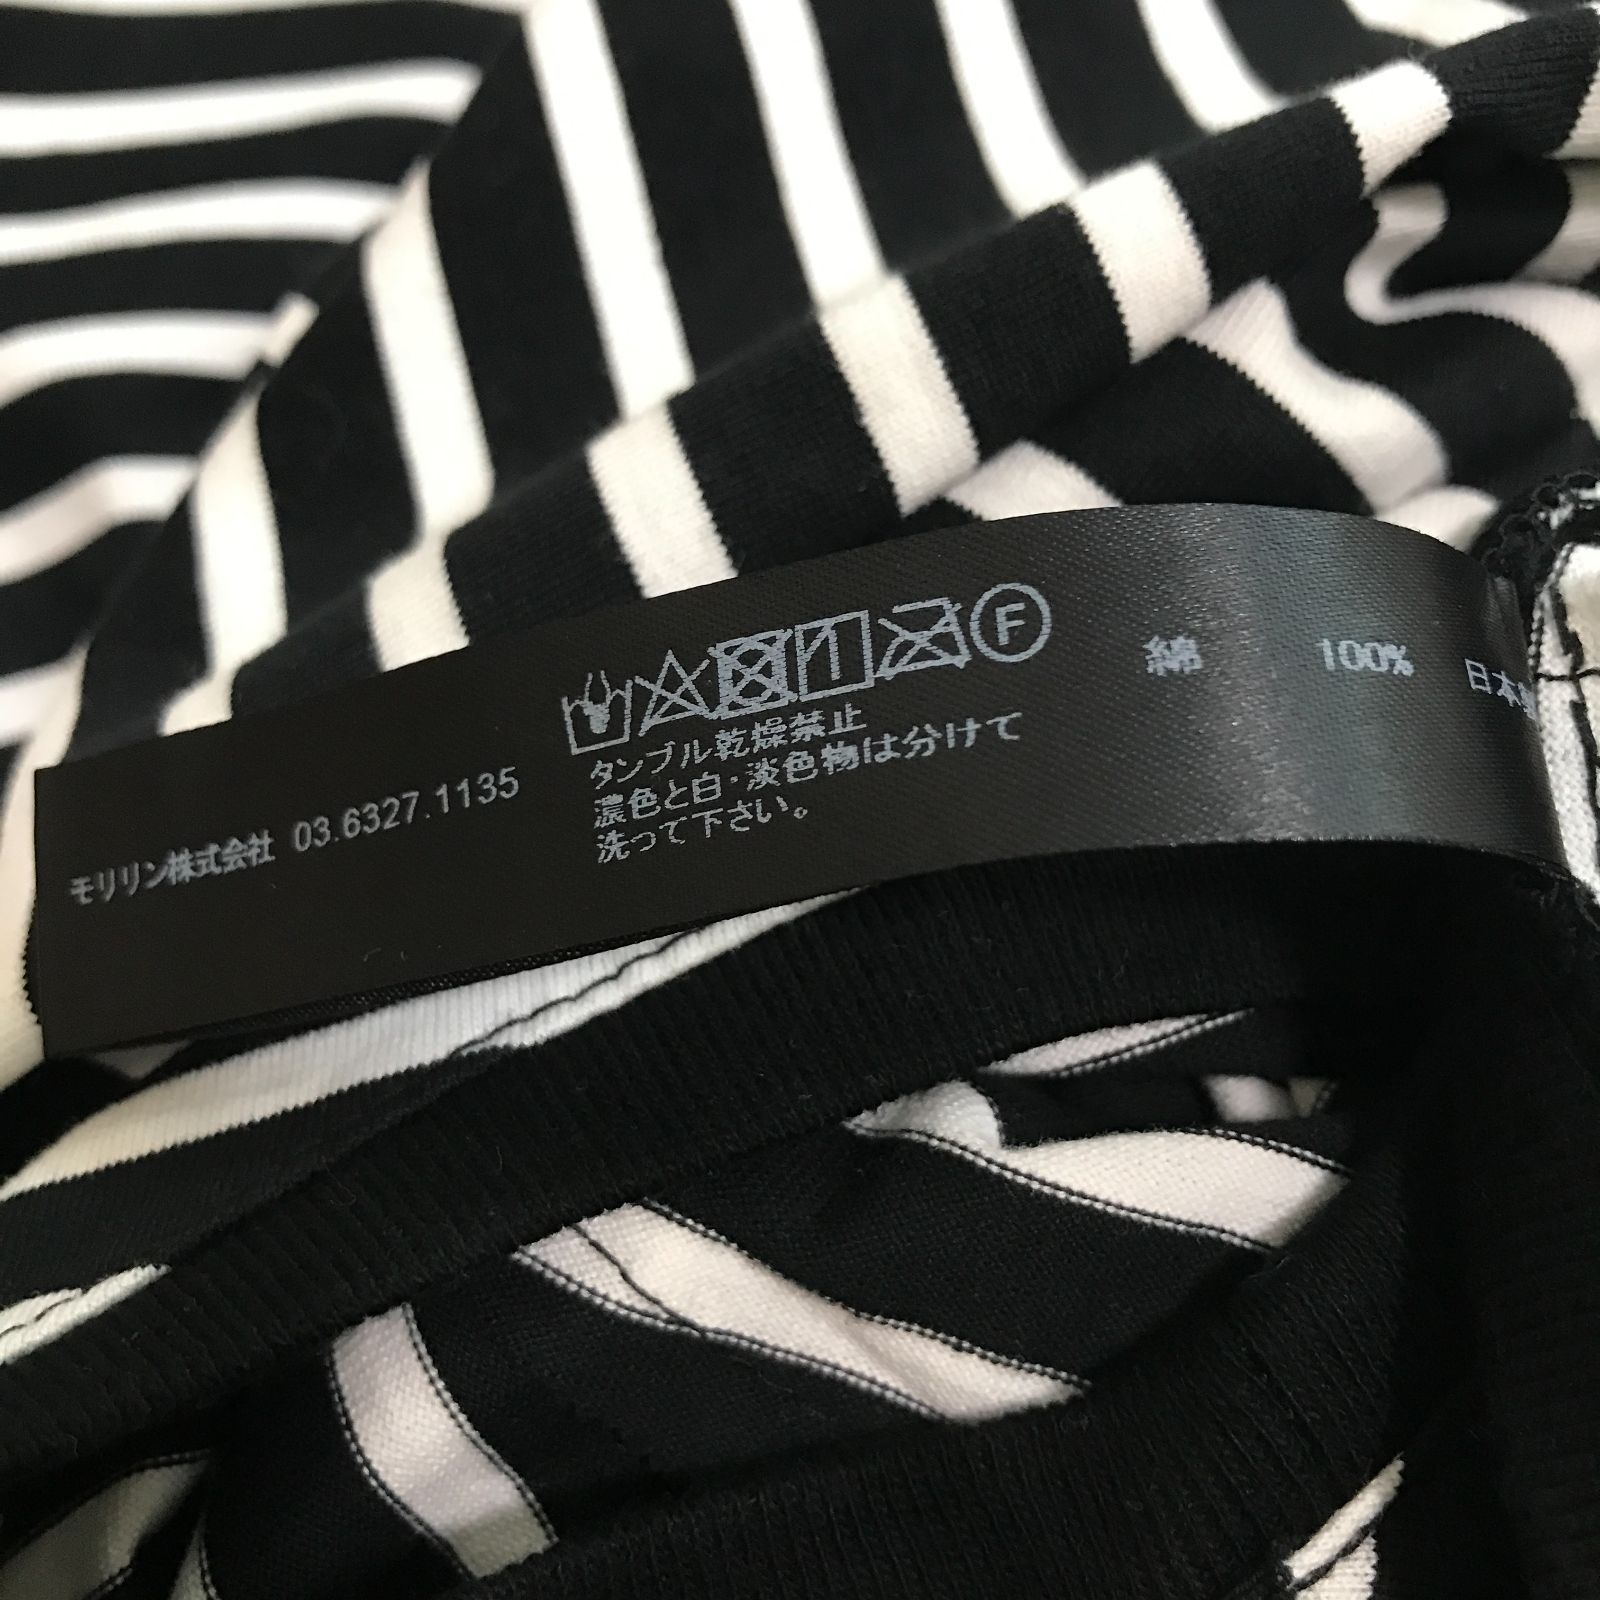 モリリン株式会社 03.6327.1135
タンブル乾燥禁止
濃色と白・淡色物は分けて
洗って下さい。
F
綿 100%
日本